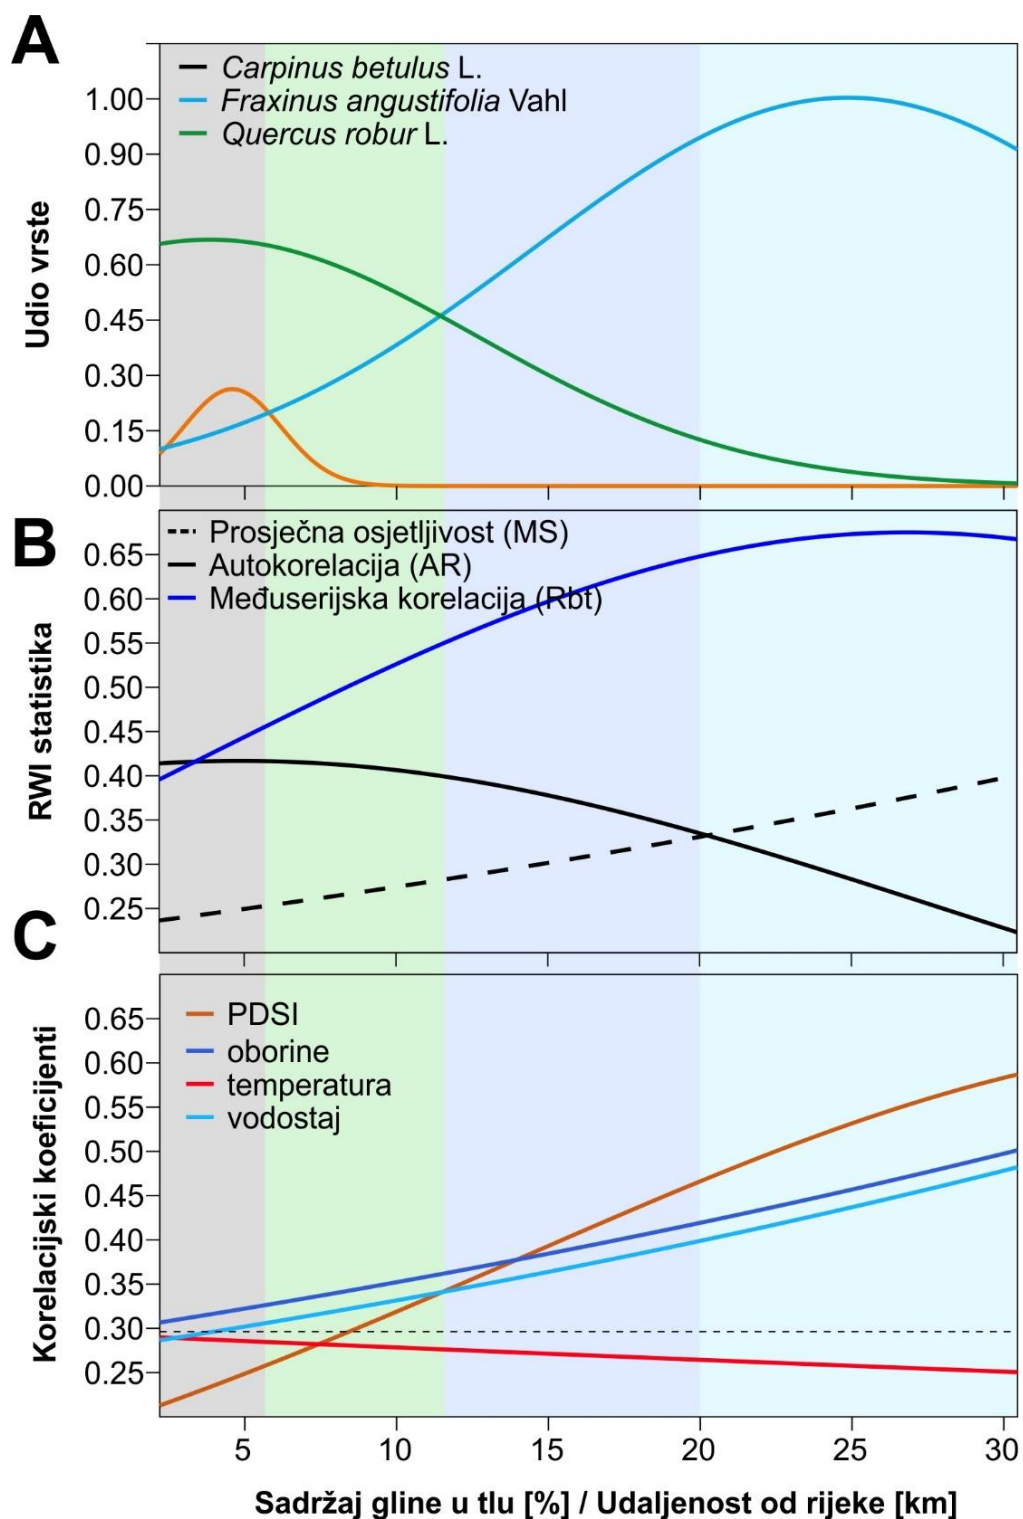 A
Carpinus betulus L.
Fraxinus angustifolia Vahl
Quercus robur L.
Udio vrste
1.00
0.90
0.75
0.60
0.45
0.30
0.15
0.00
B
Prosječna osjetljivost (MS)
Autokorelacija (AR)
Međuserijska korelacija (Rbt)
RWI statistika
0.65
0.60
0.55
0.50
0.45
0.40
0.35
0.30
0.25
C
PDSI
oborine
temperatura
vodostaj
Korelacijski koeficijenti
0.65
0.60
0.55
0.50
0.45
0.40
0.35
0.30
0.25
5 10 15 20 25 30
Sadržaj gline u tlu [%] / Udaljenost od rijeke [km]